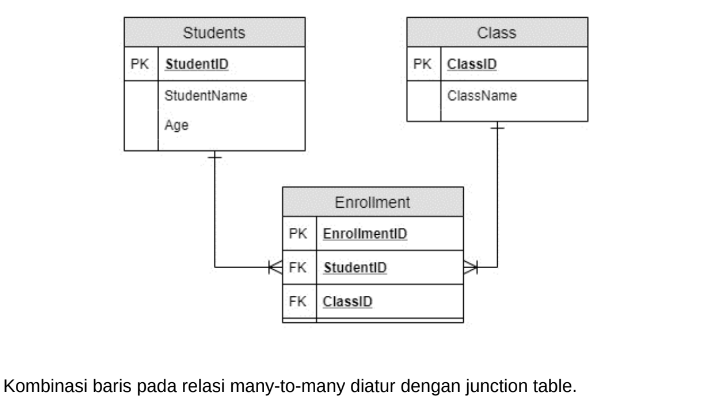 Students
PK StudentID
StudentName
Age
Class
PK ClassID
ClassName
Enrollment
PK EnrollmentID
FK StudentID
FK ClassID
Kombinasi baris pada relasi many-to-many diatur dengan junction table.